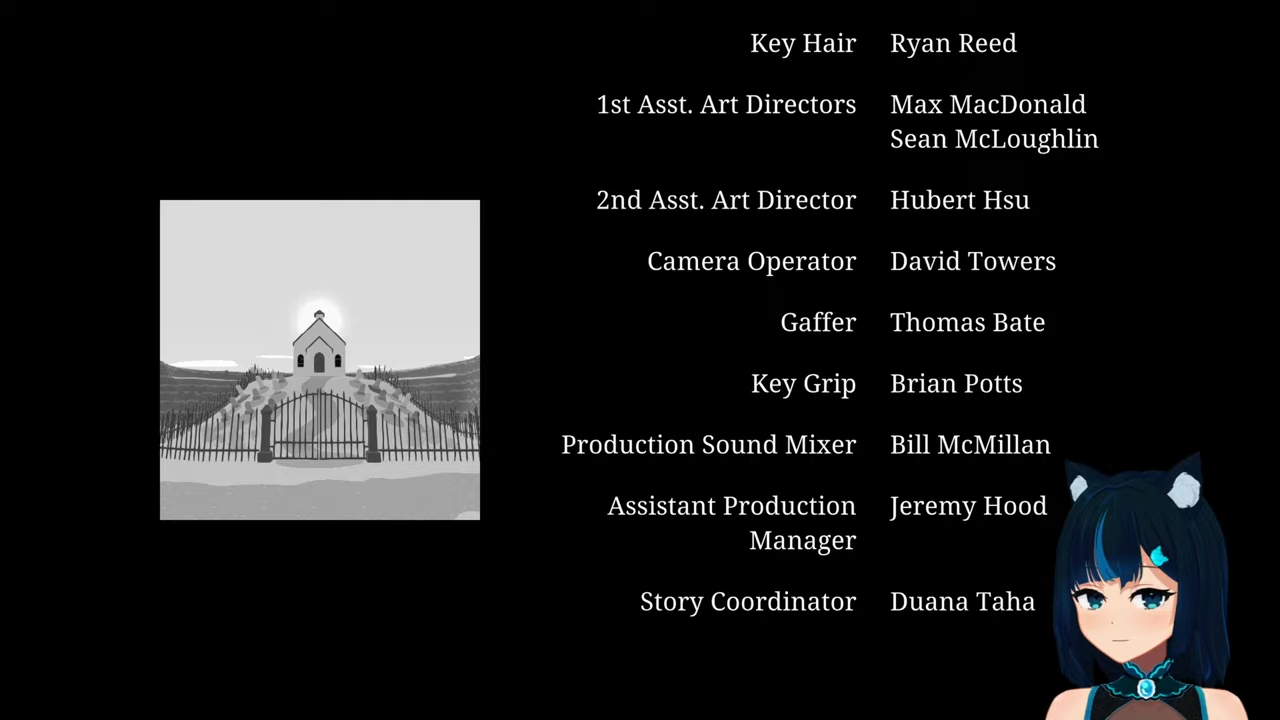 Key Hair Ryan Reed
1st Asst. Art Directors Max MacDonald
Sean McLoughlin
2nd Asst. Art Director Hubert Hsu
Camera Operator David Towers
Gaffer Thomas Bate
Key Grip Brian Potts
Production Sound Mixer Bill McMillan
Assistant Production Jeremy Hood
Manager
Story Coordinator Duana Taha